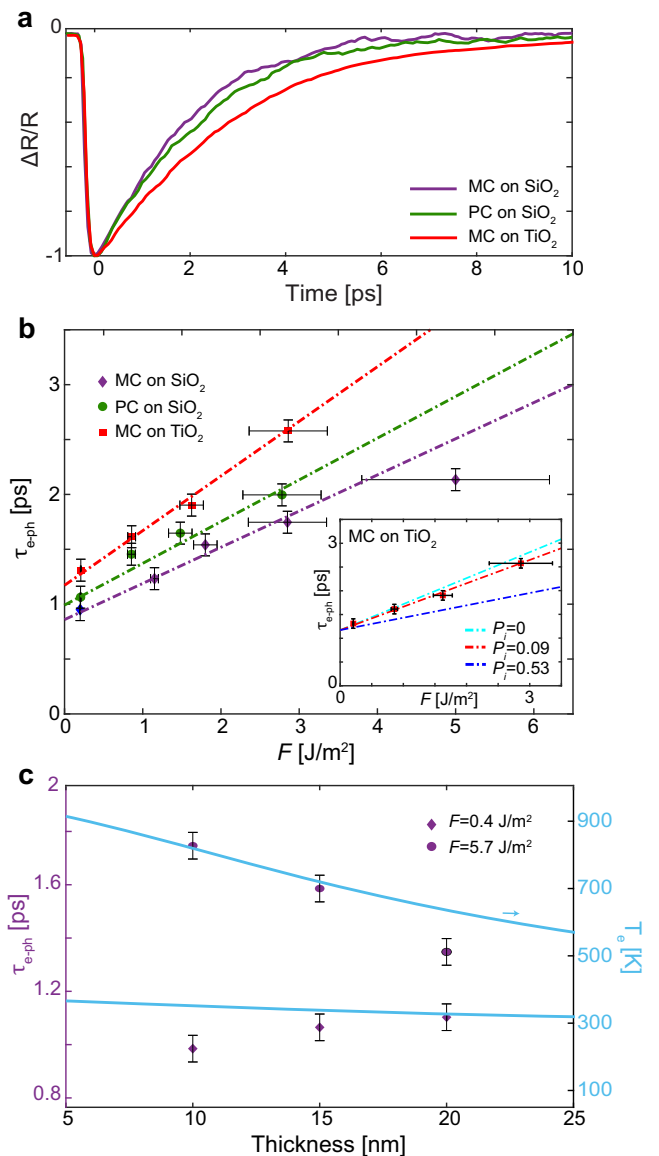 a
0
ΔR/R
MC on SiO₂
PC on SiO₂
MC on TiO₂
-1
0 2 4 6 8 10
Time [ps]
b
3
2
1
0
τe-ph [ps]
MC on SiO₂
PC on SiO₂
MC on TiO₂
MC on TiO₂
3
τe-ph [ps]
Pi=0
Pi=0.09
Pi=0.53
0
0 3
F [J/m²]
0 1 2 3 4 5 6
F [J/m²]
c
2
1.6
1.2
0.8
τe-ph [ps]
F=0.4 J/m²
F=5.7 J/m²
→
900
700
500
300
100
Te [K]
5 10 15 20 25
Thickness [nm]